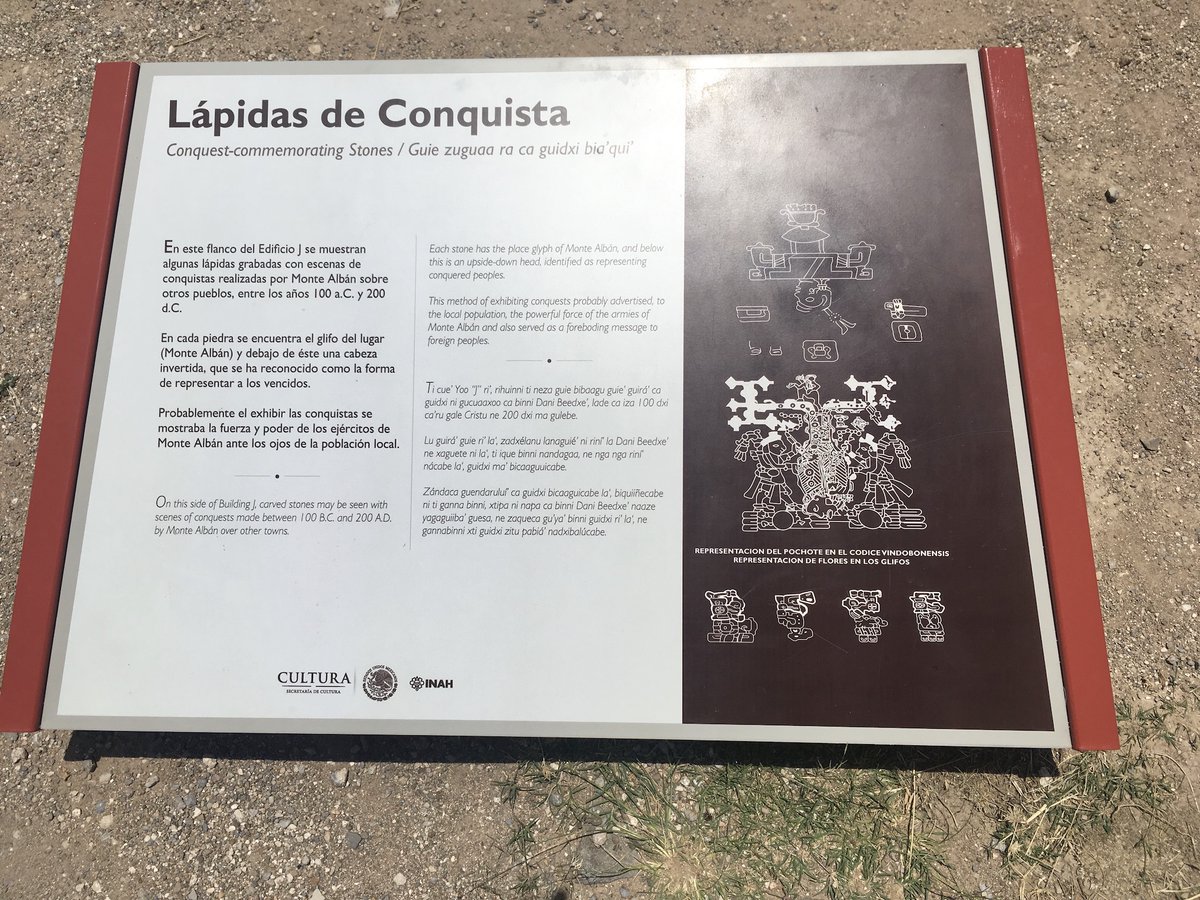 Lápidas de Conquista
Conquest-commemorating Stones / Guie zuguaa ra ca guidxi bia'qui'
En este flanco del Edificio J se muestran
algunas lápidas grabadas con escenas de
conquistas realizadas por Monte Albán sobre
otros pueblos, entre los años 100 a.C. y 200
d.C.
En cada piedra se encuentra el glifo del lugar
(Monte Albán) y debajo de éste una cabeza
invertida, que se ha reconocido como la forma
de representar a los vencidos.
Probablemente el exhibir las conquistas se
mostraba la fuerza y poder de los ejércitos de
Monte Albán ante los ojos de la población local.
On this side of Building J, carved stones may be seen with
scenes of conquests made between 100 B.C. and 200 A.D.
by Monte Albán over other towns.
Each stone has the place glyph of Monte Albán, and below
this is an upside-down head, identified as representing
conquered peoples.
This method of exhibiting conquests probably advertised, to
the local population, the powerful force of the armies of
Monte Albán and also served as a foreboding message to
foreign peoples.
Ti cue' Yoo "J" ri', rihuinni ti neza guie bibaagu guie' guirá' ca
guidxi ni gucuaaxoo ca binni Dani Beedxe', lade ca iza 100 dxi
ca'ru gale Cristu ne 200 dxi ma gulebe.
Lu guirá' guie ri' la', zadxélanu lanaguié' ni riní' la Dani Beedxe'
ne xaguete ni la', ti ique binni nandagaa, ne nga nga riní'
nácabe la', guidxi ma' bicaaguuicabe.
Zándaca guendarului' ca guidxi bicaaguicabe la', biquiiñecabe
ni ti ganna binni, xtipa ni napa ca binni Dani Beedxe' naaze
yagaguiiba' guesa, ne zaqueca gu'ya' binni guidxi ri' la', ne
gannabinni xti guidxi zitu pabiá' nadxibalúcabe.
REPRESENTACION DEL POCHOTE EN EL CODICE VINDOBONENSIS
REPRESENTACION DE FLORES EN LOS GLIFOS
CULTURA
SECRETARÍA DE CULTURA
INAH